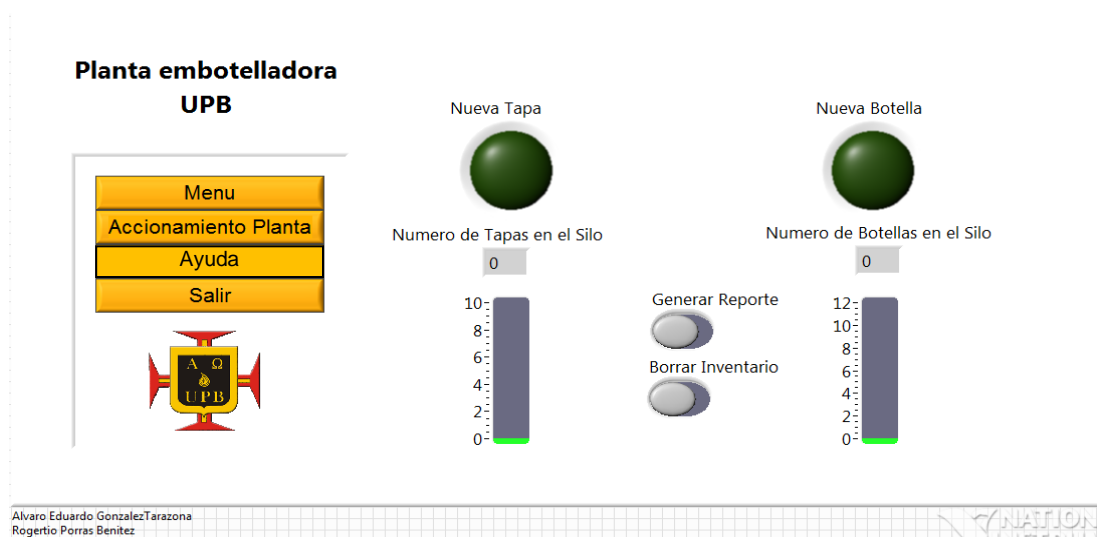 Planta embotelladora
UPB
Menu
Accionamiento Planta
Ayuda
Salir
Α Ω
UPB
Nueva Tapa
Numero de Tapas en el Silo
0
10
8
6
4
2
0
Generar Reporte
Borrar Inventario
Nueva Botella
Numero de Botellas en el Silo
0
12
10
8
6
4
2
0
Alvaro Eduardo GonzalezTarazona
Rogertio Porras Benitez